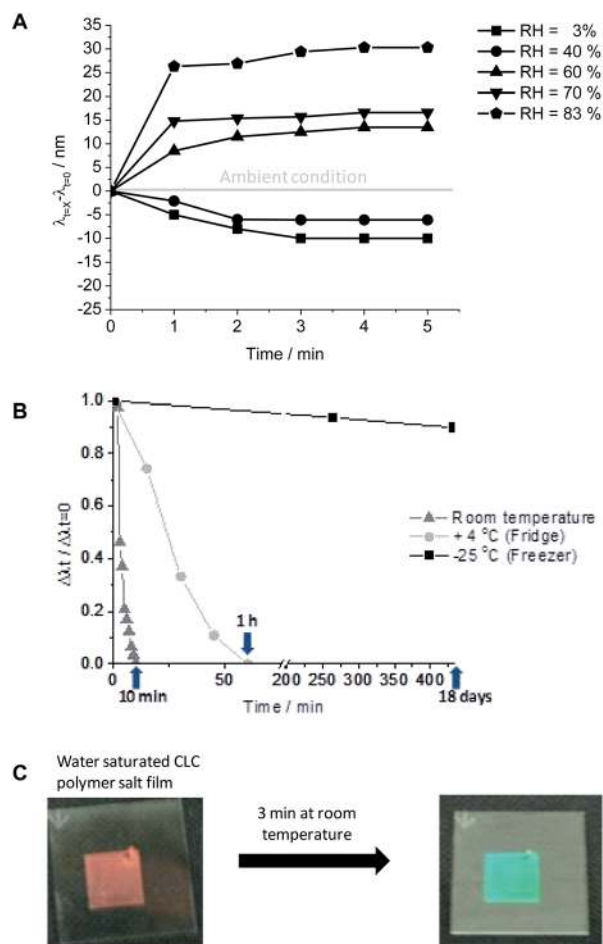 A
35
30
25
20
15
10
5
0
-5
-10
-15
-20
-25
λt=x-λt=0 / nm
Ambient condition
0 1 2 3 4 5
Time / min
RH = 3%
RH = 40 %
RH = 60 %
RH = 70 %
RH = 83 %
B
1.0
0.8
0.6
0.4
0.2
0.0
Δλt / Δλt=0
Room temperature
+ 4 °C (Fridge)
-25 °C (Freezer)
1 h
0 50 200 250 300 350 400
10 min
18 days
Time / min
C
Water saturated CLC
polymer salt film
3 min at room
temperature